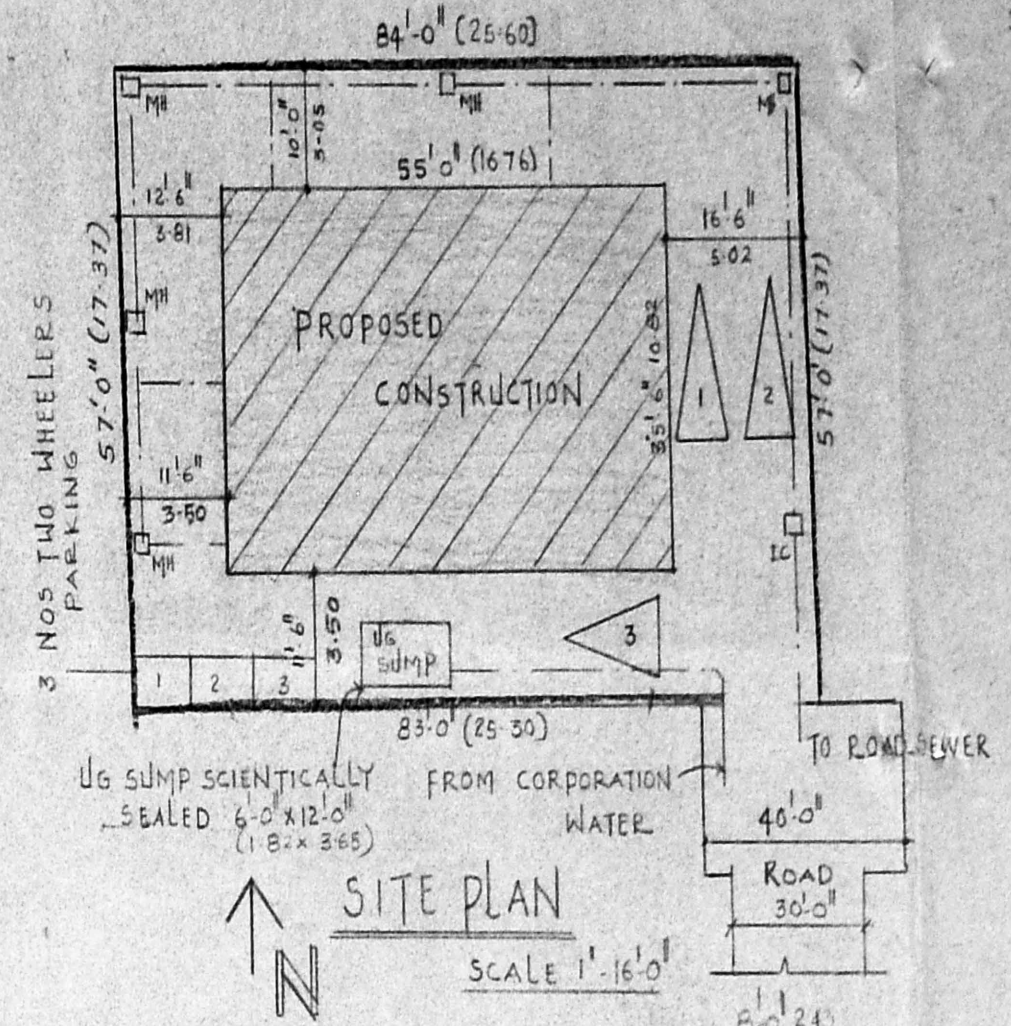 84'-0" (25·60)
MH
MH
10'-0"
3-05
55'0" (1676)
12'6"
3·81
16'6"
5·02
57'0" (17·37)
57'0" (17·37)
MH
PROPOSED
CONSTRUCTION
35'6" 10·82
1
2
3 NOS TWO WHEELERS
PARKING
11'6"
3·50
MH
IC
11'6"
3·50
UG
SUMP
3
1
2
3
83'0" (25·30)
TO ROAD SEWER
UG SUMP SCIENTICALLY
SEALED 6'-0" x 12'-0"
(1·82 x 3·65)
FROM CORPORATION
WATER
40'-0"
ROAD
30'-0"
SITE PLAN
SCALE 1'-16'0"
N